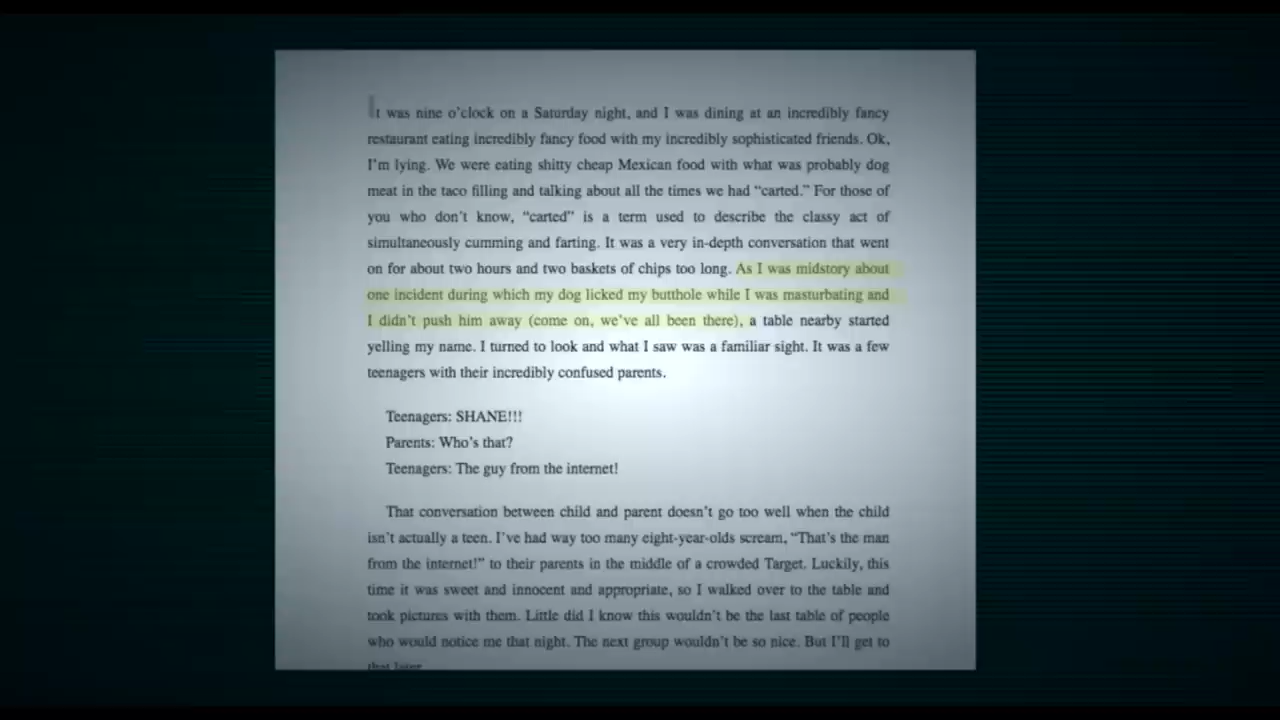 It was nine o'clock on a Saturday night, and I was dining at an incredibly fancy
restaurant eating incredibly fancy food with my incredibly sophisticated friends. Ok,
I'm lying. We were eating shitty cheap Mexican food with what was probably dog
meat in the taco filling and talking about all the times we had “carted.” For those of
you who don't know, “carted” is a term used to describe the classy act of
simultaneously cumming and farting. It was a very in-depth conversation that went
on for about two hours and two baskets of chips too long. As I was midstory about
one incident during which my dog licked my butthole while I was masturbating and
I didn't push him away (come on, we've all been there), a table nearby started
yelling my name. I turned to look and what I saw was a familiar sight. It was a few
teenagers with their incredibly confused parents.
Teenagers: SHANE!!!
Parents: Who's that?
Teenagers: The guy from the internet!
That conversation between child and parent doesn't go too well when the child
isn't actually a teen. I've had way too many eight-year-olds scream, “That's the man
from the internet!” to their parents in the middle of a crowded Target. Luckily, this
time it was sweet and innocent and appropriate, so I walked over to the table and
took pictures with them. Little did I know this wouldn't be the last table of people
who would notice me that night. The next group wouldn't be so nice. But I'll get to
that later.